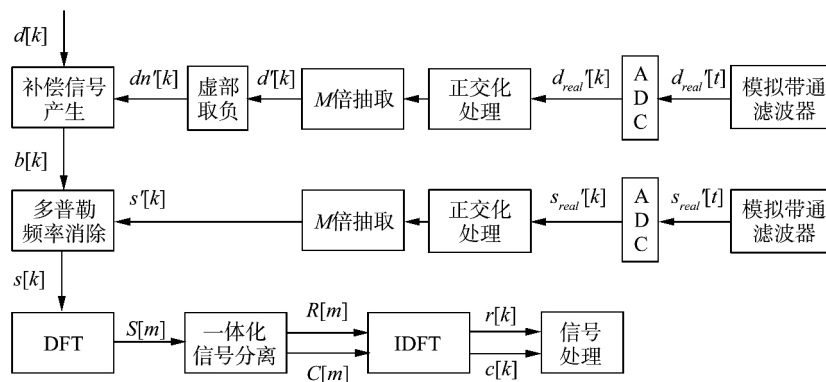 d[k]
补偿信号
产生
dn'[k]
虚部
取负
d'[k]
M倍抽取
正交化
处理
d_real'[k]
A
D
C
d_real'[t]
模拟带通
滤波器
b[k]
多普勒
频率消除
s'[k]
M倍抽取
正交化
处理
s_real'[k]
A
D
C
s_real'[t]
模拟带通
滤波器
s[k]
DFT
S[m]
一体化
信号分离
R[m]
C[m]
IDFT
r[k]
c[k]
信号
处理